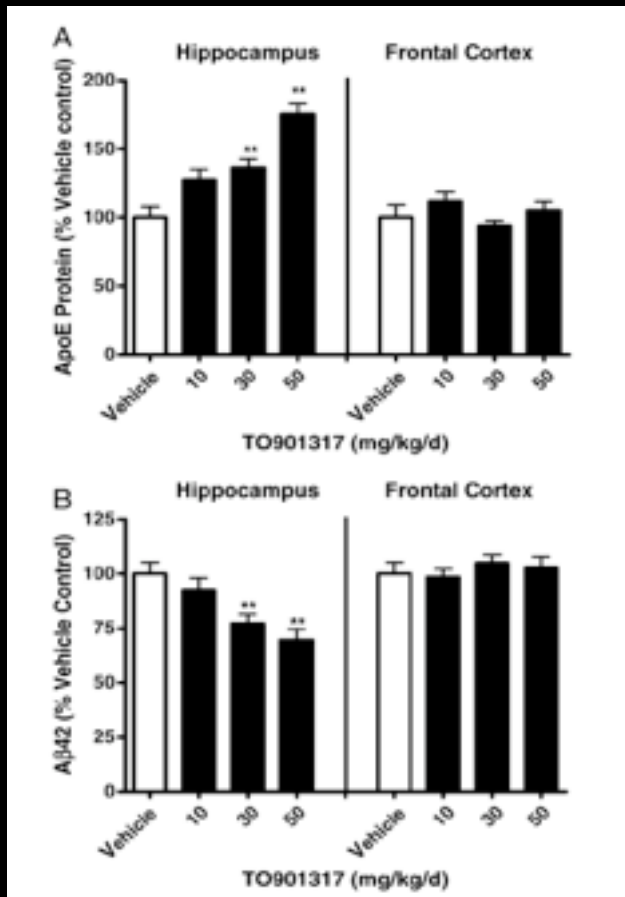 A
Hippocampus Frontal Cortex
ApoE Protein (% Vehicle control)
200
150
100
50
0
** **
Vehicle 10 30 50 Vehicle 10 30 50
TO901317 (mg/kg/d)
B
Hippocampus Frontal Cortex
Aβ42 (% Vehicle Control)
125
100
75
50
25
0
** **
Vehicle 10 30 50 Vehicle 10 30 50
TO901317 (mg/kg/d)